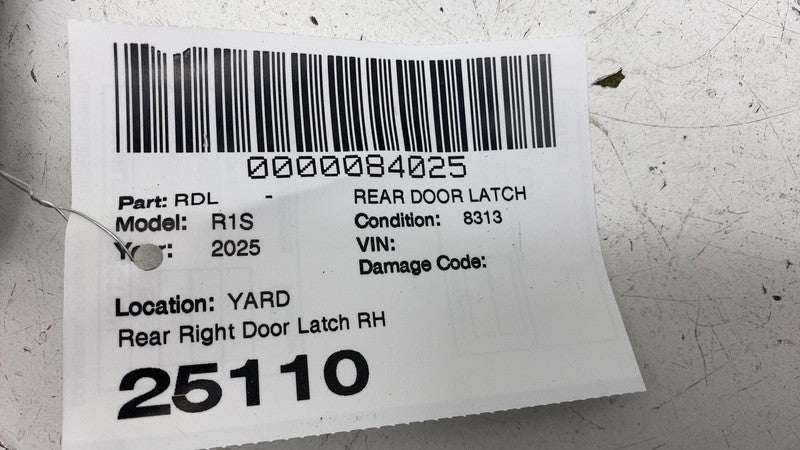 0000084025
Part: RDL - REAR DOOR LATCH
Model: R1S Condition: 8313
Year: 2025 VIN:
Damage Code:
Location: YARD
Rear Right Door Latch RH
25110